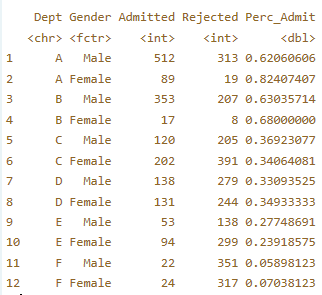 Dept Gender Admitted Rejected Perc_Admit
<chr> <fctr> <int> <int> <dbl>
1 A Male 512 313 0.62060606
2 A Female 89 19 0.82407407
3 B Male 353 207 0.63035714
4 B Female 17 8 0.68000000
5 C Male 120 205 0.36923077
6 C Female 202 391 0.34064081
7 D Male 138 279 0.33093525
8 D Female 131 244 0.34933333
9 E Male 53 138 0.27748691
10 E Female 94 299 0.23918575
11 F Male 22 351 0.05898123
12 F Female 24 317 0.07038123